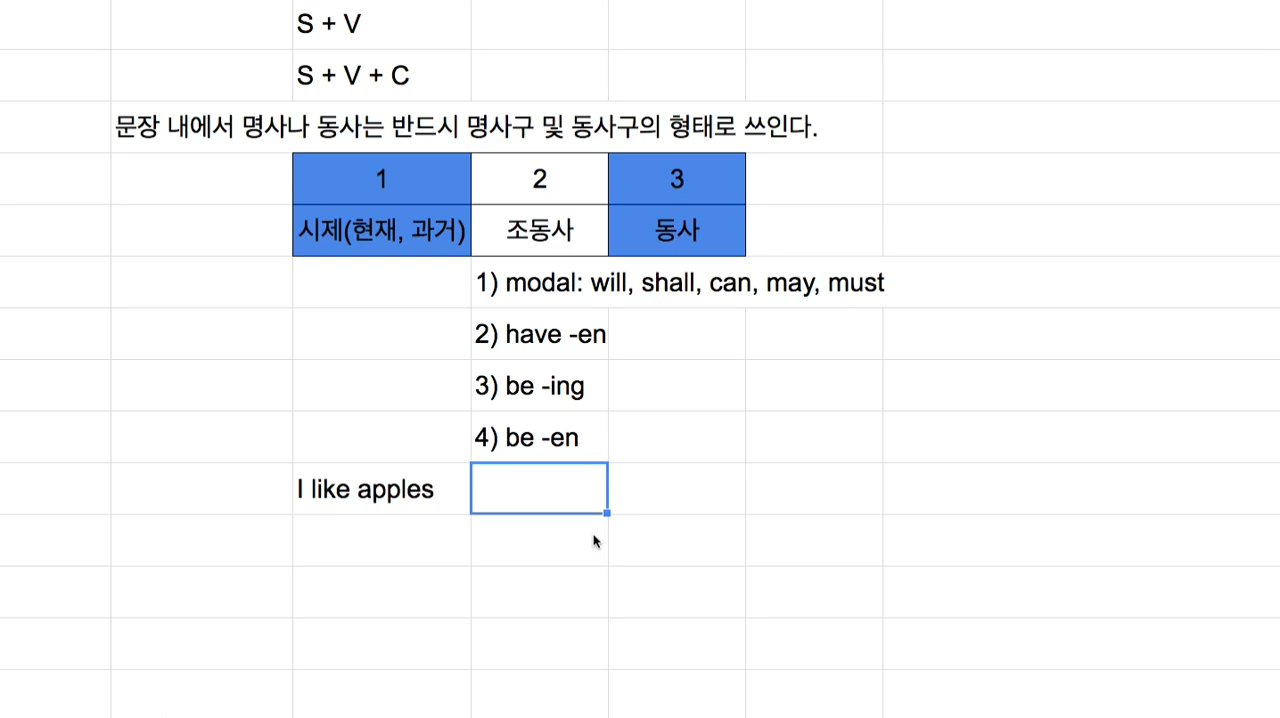 S + V
S + V + C
문장 내에서 명사나 동사는 반드시 명사구 및 동사구의 형태로 쓰인다.
1 2 3
시제(현재, 과거) 조동사 동사
1) modal: will, shall, can, may, must
2) have -en
3) be -ing
4) be -en
I like apples